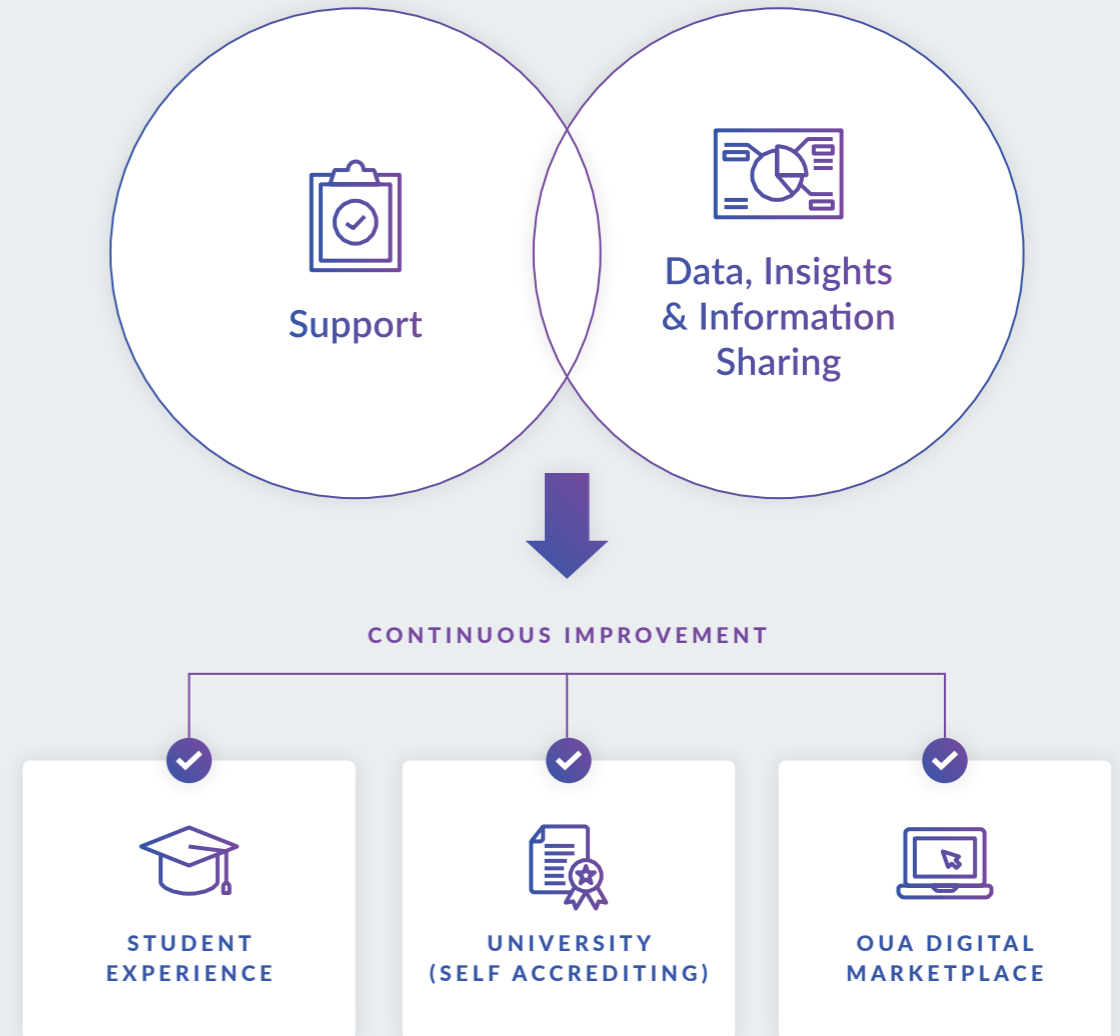 Support
Data, Insights
& Information
Sharing
CONTINUOUS IMPROVEMENT
STUDENT
EXPERIENCE
UNIVERSITY
(SELF ACCREDITING)
OUA DIGITAL
MARKETPLACE